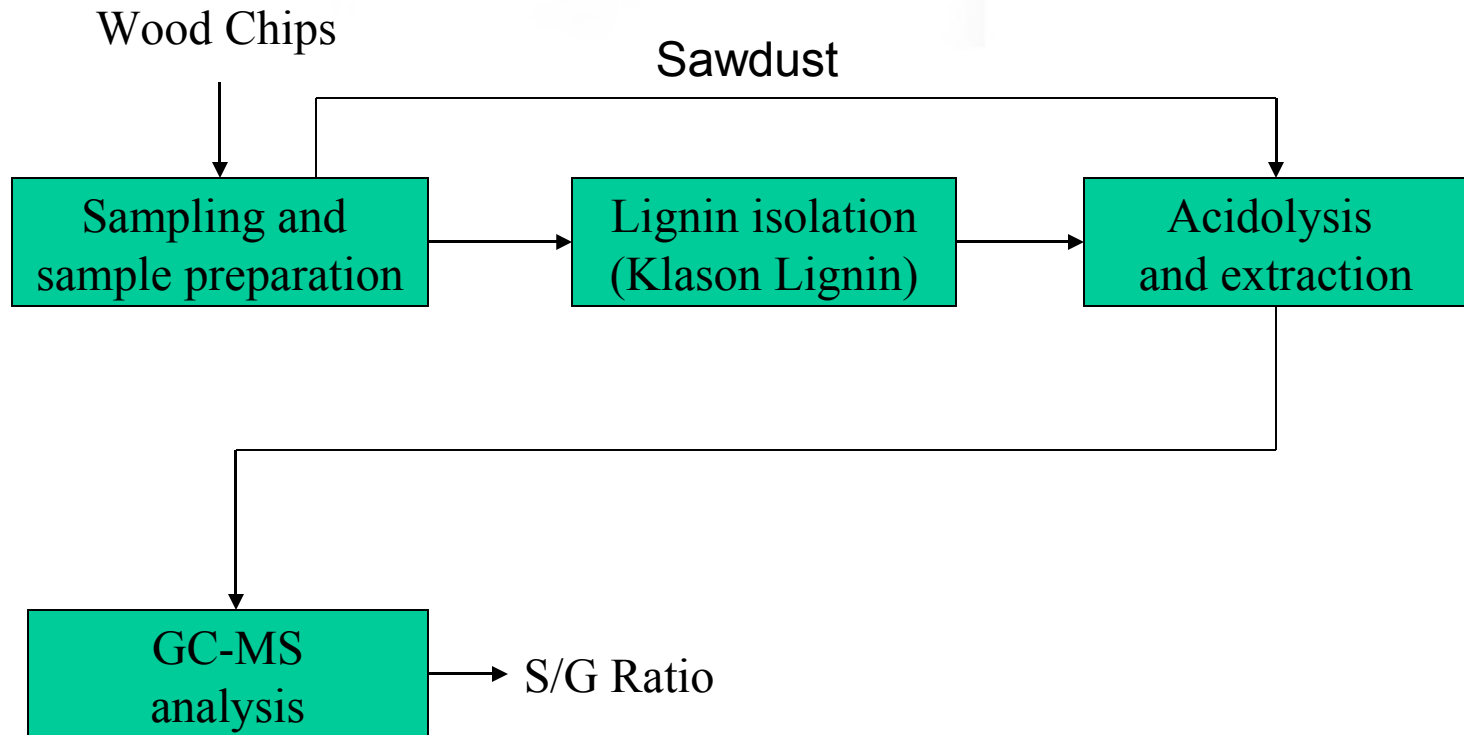 Wood Chips
Sawdust
Sampling and
sample preparation
Lignin isolation
(Klason Lignin)
Acidolysis
and extraction
GC-MS
analysis
S/G Ratio